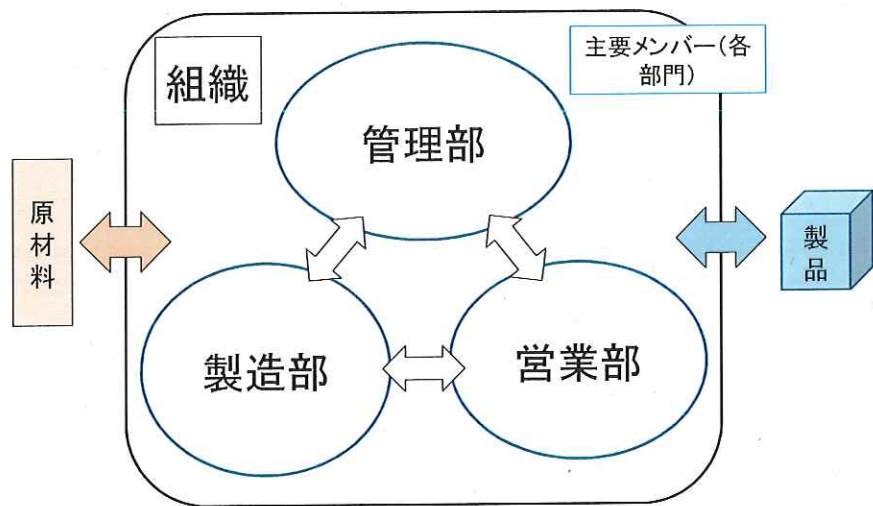 組織
主要メンバー(各
部門)
管理部
原材料
製品
製造部
営業部